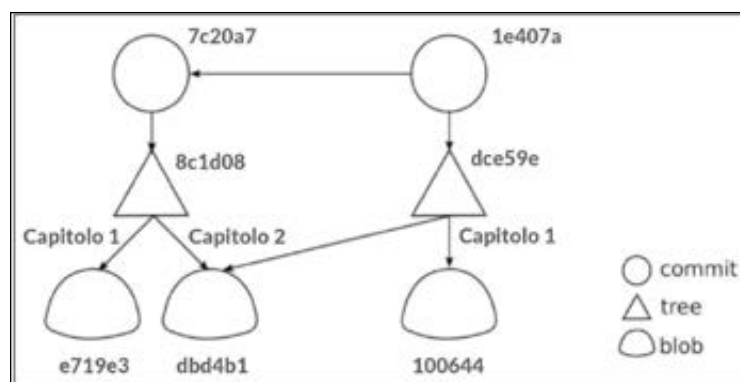 7c20a7
1e407a
8c1d08
dce59e
Capitolo 1
Capitolo 2
Capitolo 1
commit
tree
blob
e719e3
dbd4b1
100644